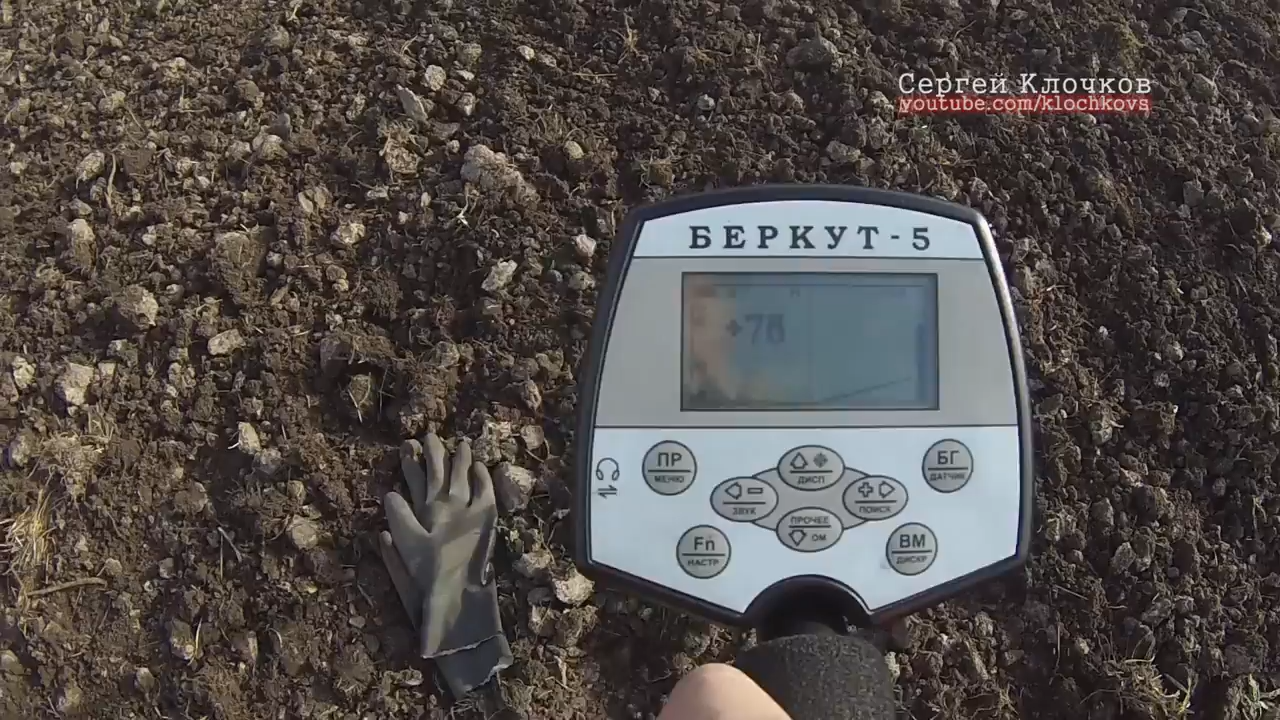 Сергей Клочков
youtube.com/klochkovs
БЕРКУТ-5
+76
ПР
МЕНЮ
ДИСП
БГ
ДАТЧИК
ЗВУК
ПОИСК
ПРОЧЕЕ
ОМ
Fn
НАСТР
ВМ
ДИСКР